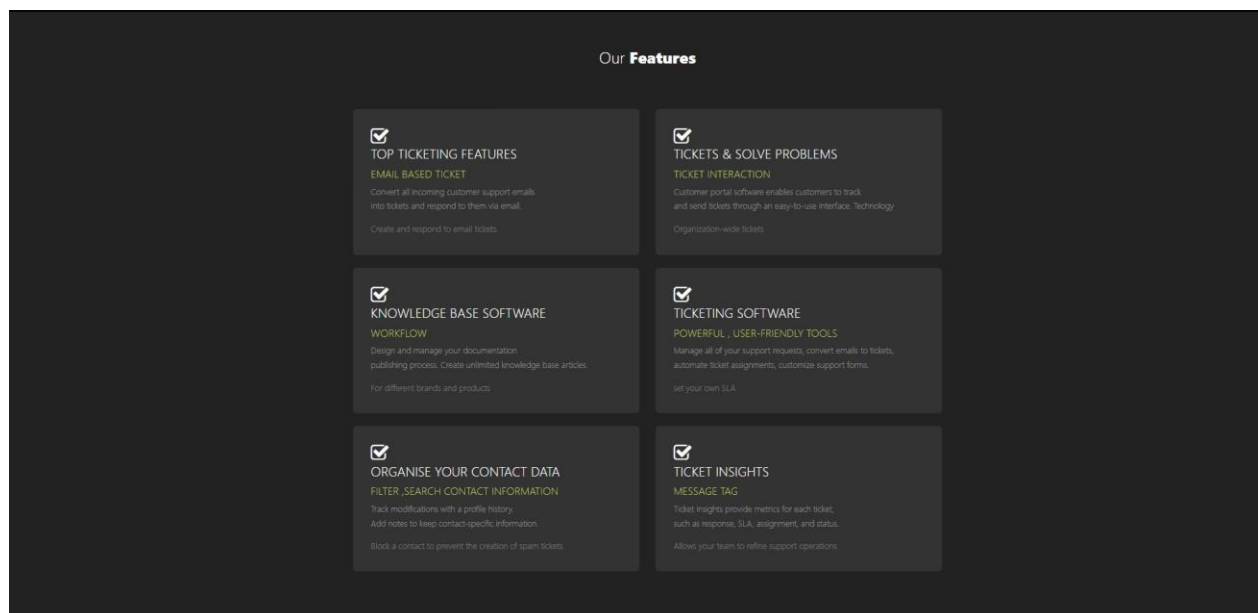 Our Features
TOP TICKETING FEATURES
EMAIL BASED TICKET
Convert all incoming customer support emails
into tickets and respond to them via email.
Create and respond to email tickets.
TICKETS & SOLVE PROBLEMS
TICKET INTERACTION
Customer portal software enables customers to track
and send tickets through an easy-to-use interface. Technology
Organization-wide tickets
KNOWLEDGE BASE SOFTWARE
WORKFLOW
Design and manage your documentation
publishing process. Create unlimited knowledge base articles.
For different brands and products
TICKETING SOFTWARE
POWERFUL , USER-FRIENDLY TOOLS
Manage all of your support requests, convert emails to tickets,
automate ticket assignments, customize support forms.
set your own SLA
ORGANISE YOUR CONTACT DATA
FILTER ,SEARCH CONTACT INFORMATION
Track modifications with a profile history.
Add notes to keep contact-specific information.
Block a contact to prevent the creation of spam tickets.
TICKET INSIGHTS
MESSAGE TAG
Ticket insights provide metrics for each ticket,
such as response, SLA, assignment, and status.
Allows your team to refine support operations